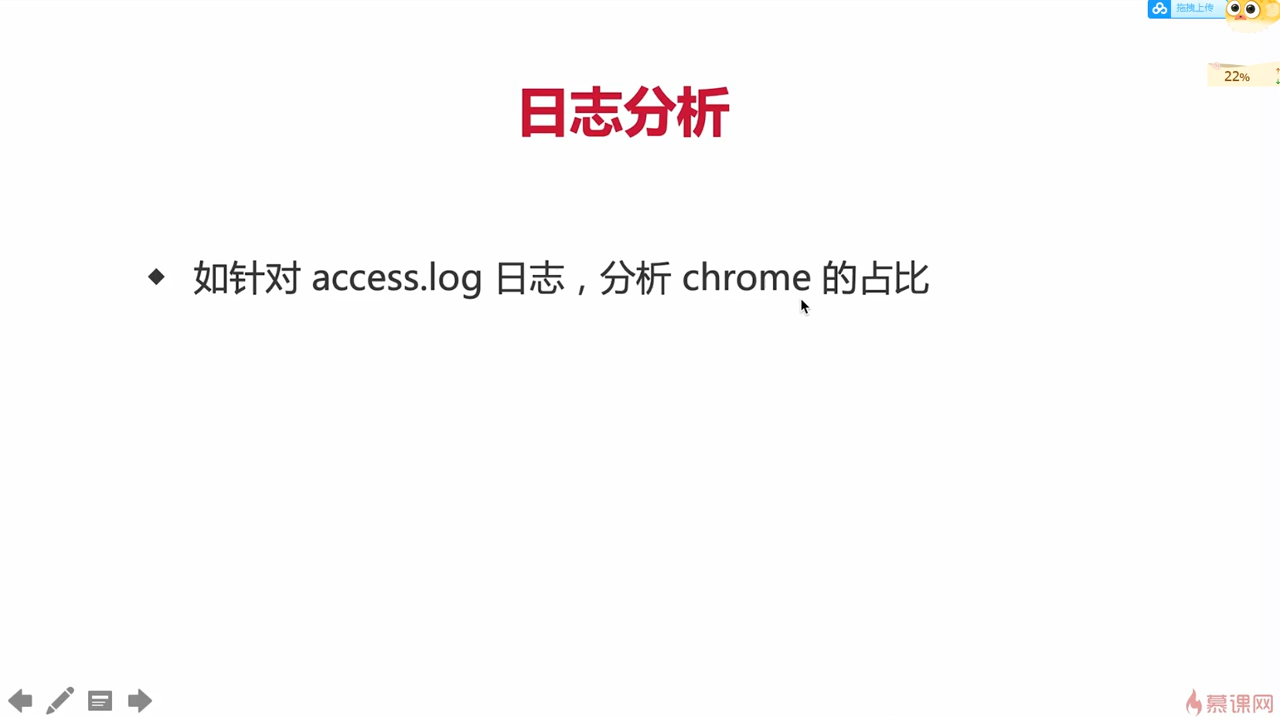 拖拽上传
22%
日志分析
如针对 access.log 日志，分析 chrome 的占比
慕课网